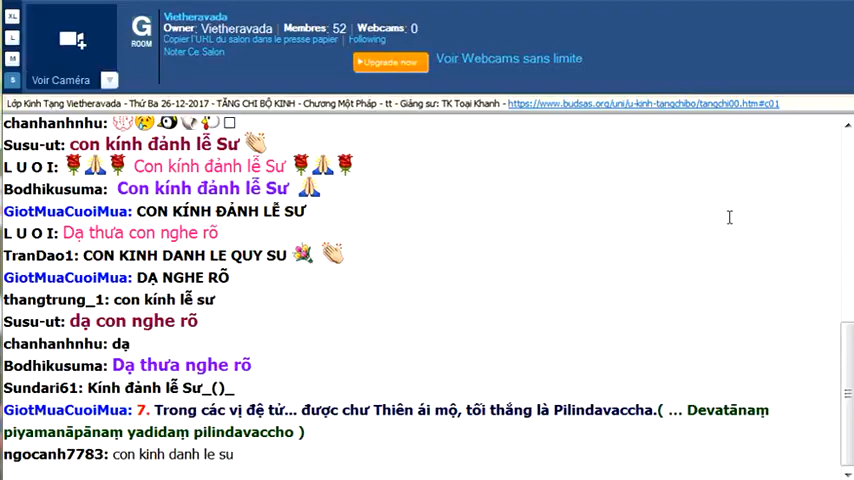 XL
L
M
S
Voir Caméra
G
ROOM
Vietheravada
Owner: Vietheravada | Membres: 52 | Webcams: 0
Copier l'URL du salon dans le presse papier | Following
Noter Ce Salon
Upgrade now
Voir Webcams sans limite
Lớp Kinh Tạng Vietheravada - Thứ Ba 26-12-2017 - TĂNG CHI BỘ KINH - Chương Một Pháp - tt - Giảng sư: TK Toại Khanh - https://www.budsas.org/uni/u-kinh-tangchibo/tangchi00.htm#c01
chanhanhnhu:
Susu-ut: con kính đảnh lễ Sư
L U O I: Con kính đảnh lễ Sư
Bodhikusuma: Con kính đảnh lễ Sư
GiotMuaCuoiMua: CON KÍNH ĐẢNH LỄ SƯ
L U O I: Dạ thưa con nghe rõ
TranDao1: CON KINH DANH LE QUY SU
GiotMuaCuoiMua: DẠ NGHE RÕ
thangtrung_1: con kính lễ sư
Susu-ut: dạ con nghe rõ
chanhanhnhu: dạ
Bodhikusuma: Dạ thưa nghe rõ
Sundari61: Kính đảnh lễ Sư_()_
GiotMuaCuoiMua: 7. Trong các vị đệ tử... được chư Thiên ái mộ, tối thắng là Pilindavaccha.( ... Devatānaṃ
piyamanāpānaṃ yadidaṃ pilindavaccho )
ngocanh7783: con kinh danh le su